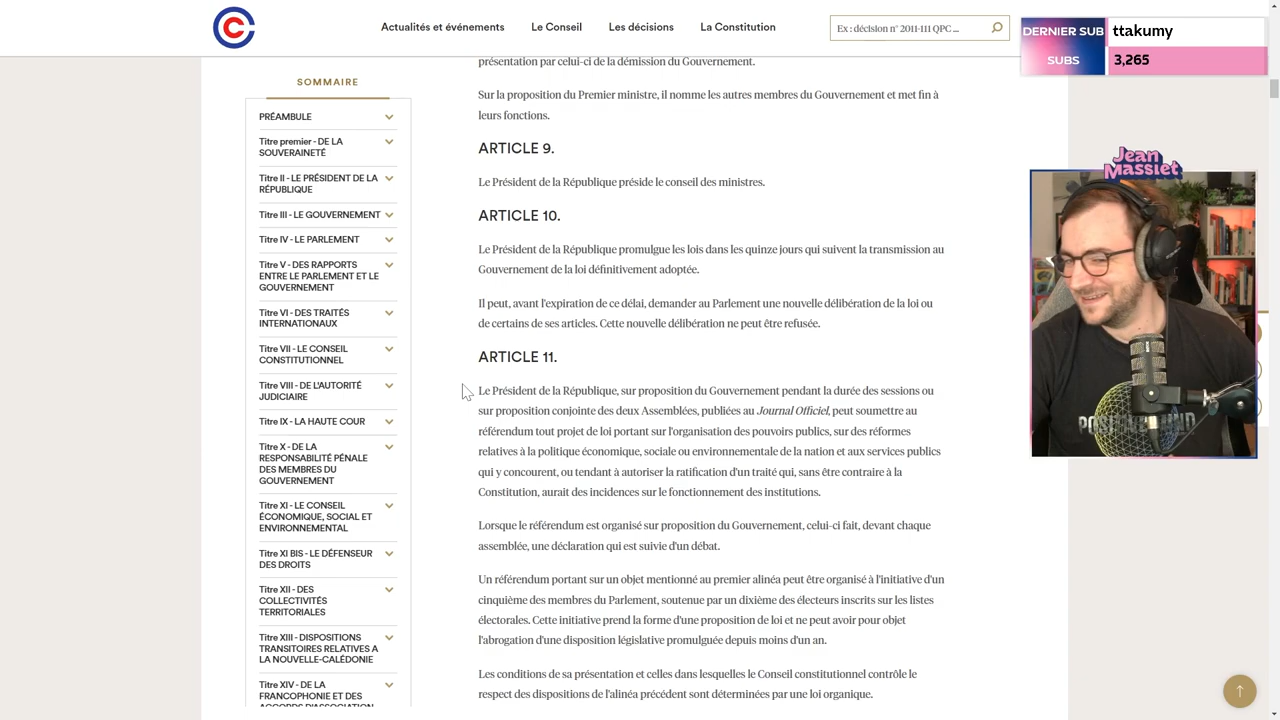 Actualités et événements
Le Conseil
Les décisions
La Constitution
Ex : décision n° 2011-111 QPC ...
DERNIER SUB
ttakumy
SUBS
3,265
Jean
Massiet
SOMMAIRE
PRÉAMBULE
Titre premier - DE LA
SOUVERAINETÉ
Titre II - LE PRÉSIDENT DE LA
RÉPUBLIQUE
Titre III - LE GOUVERNEMENT
Titre IV - LE PARLEMENT
Titre V - DES RAPPORTS
ENTRE LE PARLEMENT ET LE
GOUVERNEMENT
Titre VI - DES TRAITÉS
INTERNATIONAUX
Titre VII - LE CONSEIL
CONSTITUTIONNEL
Titre VIII - DE L'AUTORITÉ
JUDICIAIRE
Titre IX - LA HAUTE COUR
Titre X - DE LA
RESPONSABILITÉ PÉNALE
DES MEMBRES DU
GOUVERNEMENT
Titre XI - LE CONSEIL
ÉCONOMIQUE, SOCIAL ET
ENVIRONNEMENTAL
Titre XI BIS - LE DÉFENSEUR
DES DROITS
Titre XII - DES
COLLECTIVITÉS
TERRITORIALES
Titre XIII - DISPOSITIONS
TRANSITOIRES RELATIVES A
LA NOUVELLE-CALÉDONIE
Titre XIV - DE LA
FRANCOPHONIE ET DES
ACCORDS D'ASSOCIATION
présentation par celui-ci de la démission du Gouvernement.
Sur la proposition du Premier ministre, il nomme les autres membres du Gouvernement et met fin à
leurs fonctions.
ARTICLE 9.
Le Président de la République préside le conseil des ministres.
ARTICLE 10.
Le Président de la République promulgue les lois dans les quinze jours qui suivent la transmission au
Gouvernement de la loi définitivement adoptée.
Il peut, avant l'expiration de ce délai, demander au Parlement une nouvelle délibération de la loi ou
de certains de ses articles. Cette nouvelle délibération ne peut être refusée.
ARTICLE 11.
Le Président de la République, sur proposition du Gouvernement pendant la durée des sessions ou
sur proposition conjointe des deux Assemblées, publiées au Journal Officiel, peut soumettre au
référendum tout projet de loi portant sur l'organisation des pouvoirs publics, sur des réformes
relatives à la politique économique, sociale ou environnementale de la nation et aux services publics
qui y concourent, ou tendant à autoriser la ratification d'un traité qui, sans être contraire à la
Constitution, aurait des incidences sur le fonctionnement des institutions.
Lorsque le référendum est organisé sur proposition du Gouvernement, celui-ci fait, devant chaque
assemblée, une déclaration qui est suivie d'un débat.
Un référendum portant sur un objet mentionné au premier alinéa peut être organisé à l'initiative d'un
cinquième des membres du Parlement, soutenue par un dixième des électeurs inscrits sur les listes
électorales. Cette initiative prend la forme d'une proposition de loi et ne peut avoir pour objet
l'abrogation d'une disposition législative promulguée depuis moins d'un an.
Les conditions de sa présentation et celles dans lesquelles le Conseil constitutionnel contrôle le
respect des dispositions de l'alinéa précédent sont déterminées par une loi organique.